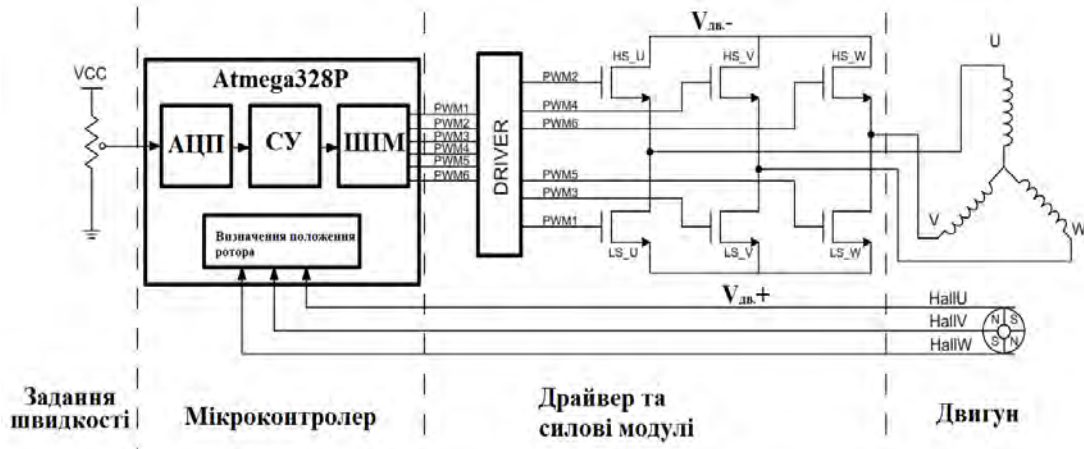 VCC
Atmega328P
АЦП
СУ
ШІМ
Визначення положення
ротора
PWM1
PWM2
PWM3
PWM4
PWM5
PWM6
DRIVER
PWM2
PWM4
PWM6
PWM5
PWM3
PWM1
Vдв.-
HS_U
HS_V
HS_W
LS_U
LS_V
LS_W
Vдв.+
U
V
W
HallU
HallV
HallW
N
S
S
N
Задання
швидкості
Мікроконтролер
Драйвер та
силові модулі
Двигун